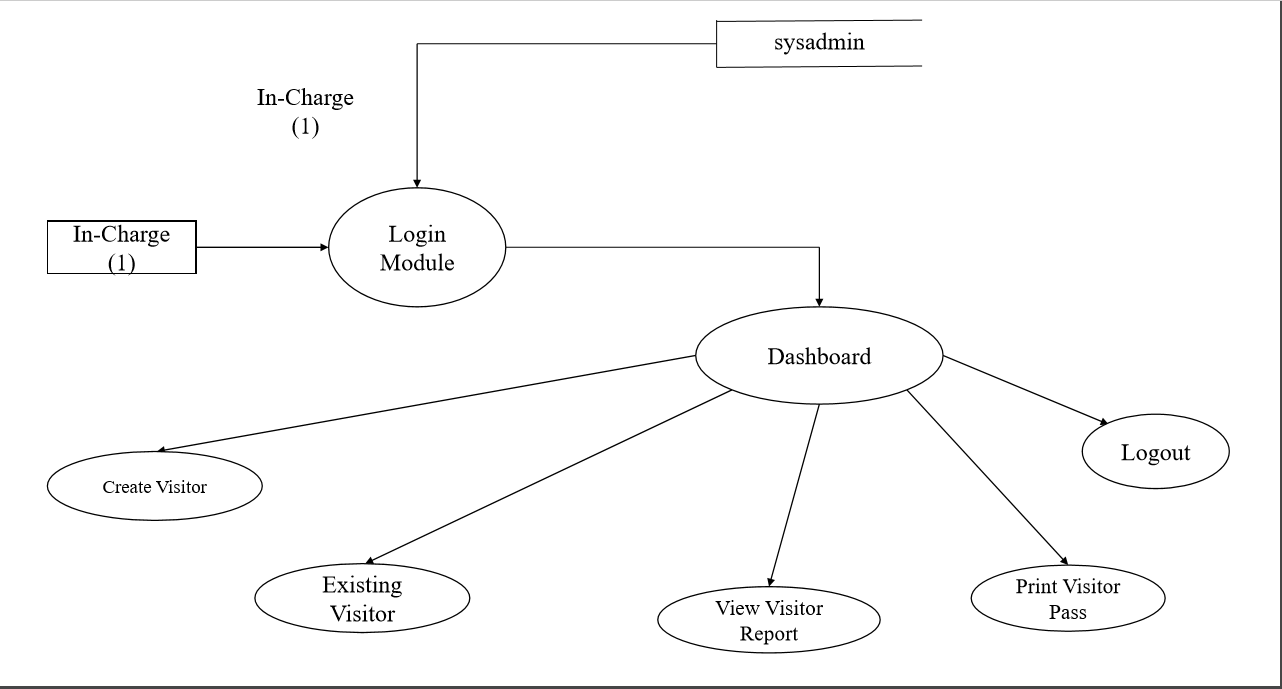 sysadmin
In-Charge
(1)
In-Charge
(1)
Login
Module
Dashboard
Logout
Create Visitor
Existing
Visitor
View Visitor
Report
Print Visitor
Pass